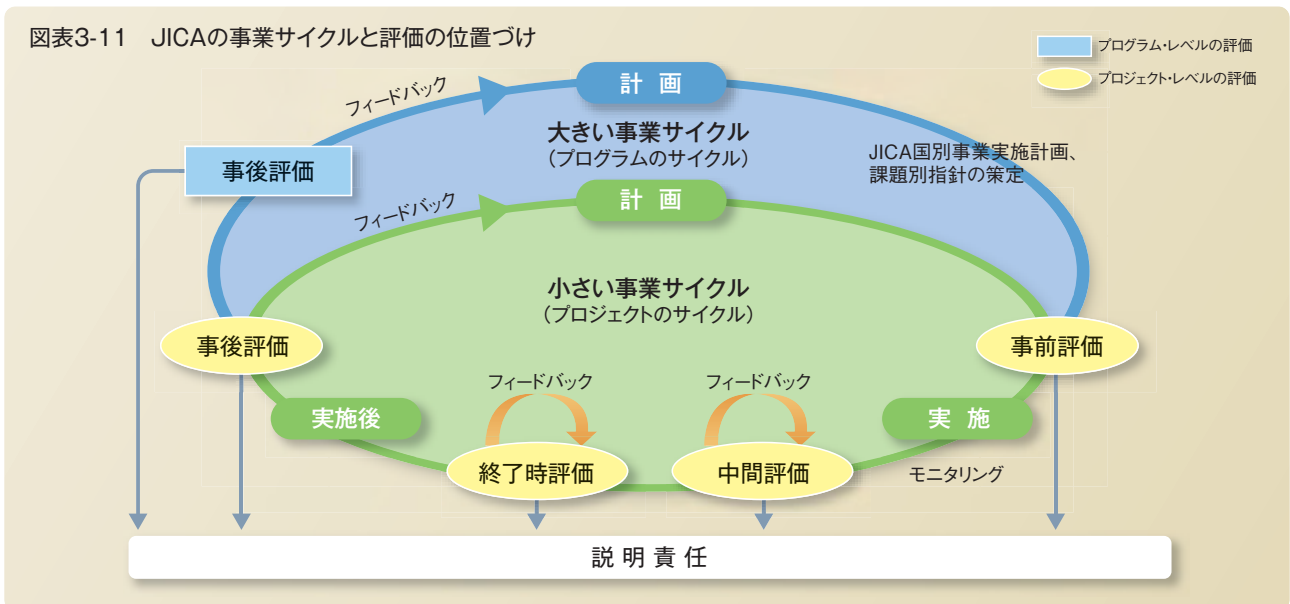 図表3-11 JICAの事業サイクルと評価の位置づけ
プログラム・レベルの評価
プロジェクト・レベルの評価
フィードバック
計 画
大きい事業サイクル
（プログラムのサイクル）
JICA国別事業実施計画、
課題別指針の策定
事後評価
フィードバック
計 画
小さい事業サイクル
（プロジェクトのサイクル）
事後評価
事前評価
フィードバック
フィードバック
実施後
実 施
終了時評価
中間評価
モニタリング
説 明 責 任